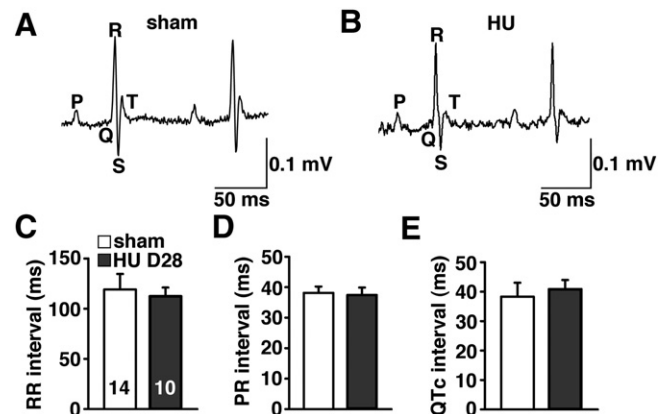 A
sham
R
P
T
Q
S
0.1 mV
50 ms
B
HU
R
P
T
Q
S
0.1 mV
50 ms
C
sham
HU D28
RR interval (ms)
150
100
50
0
14
10
D
PR interval (ms)
50
40
30
20
10
0
E
QTc interval (ms)
50
40
30
20
10
0